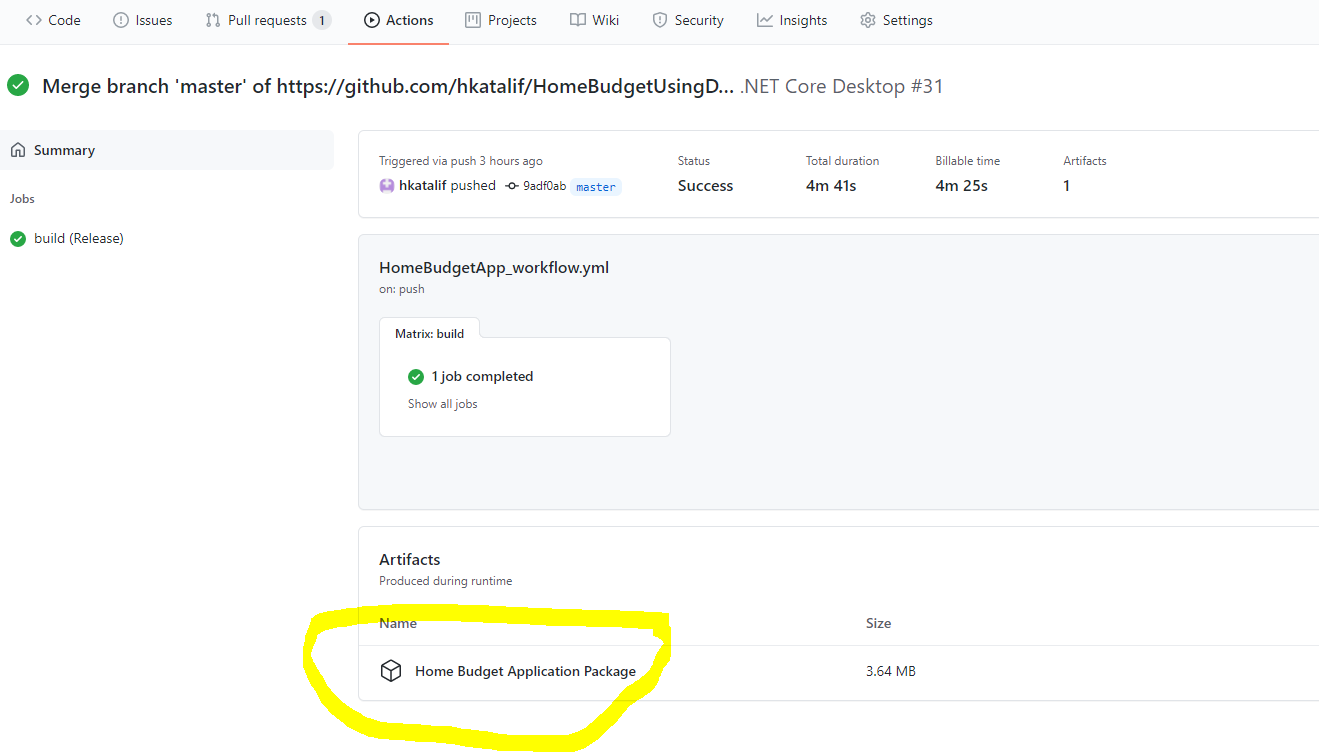 Code Issues Pull requests 1 Actions Projects Wiki Security Insights Settings
Merge branch 'master' of https://github.com/hkatalif/HomeBudgetUsingD... .NET Core Desktop #31
Summary
Jobs
build (Release)
Triggered via push 3 hours ago Status Total duration Billable time Artifacts
hkatalif pushed 9adf0ab master Success 4m 41s 4m 25s 1
HomeBudgetApp_workflow.yml
on: push
Matrix: build
1 job completed
Show all jobs
Artifacts
Produced during runtime
Name Size
Home Budget Application Package 3.64 MB